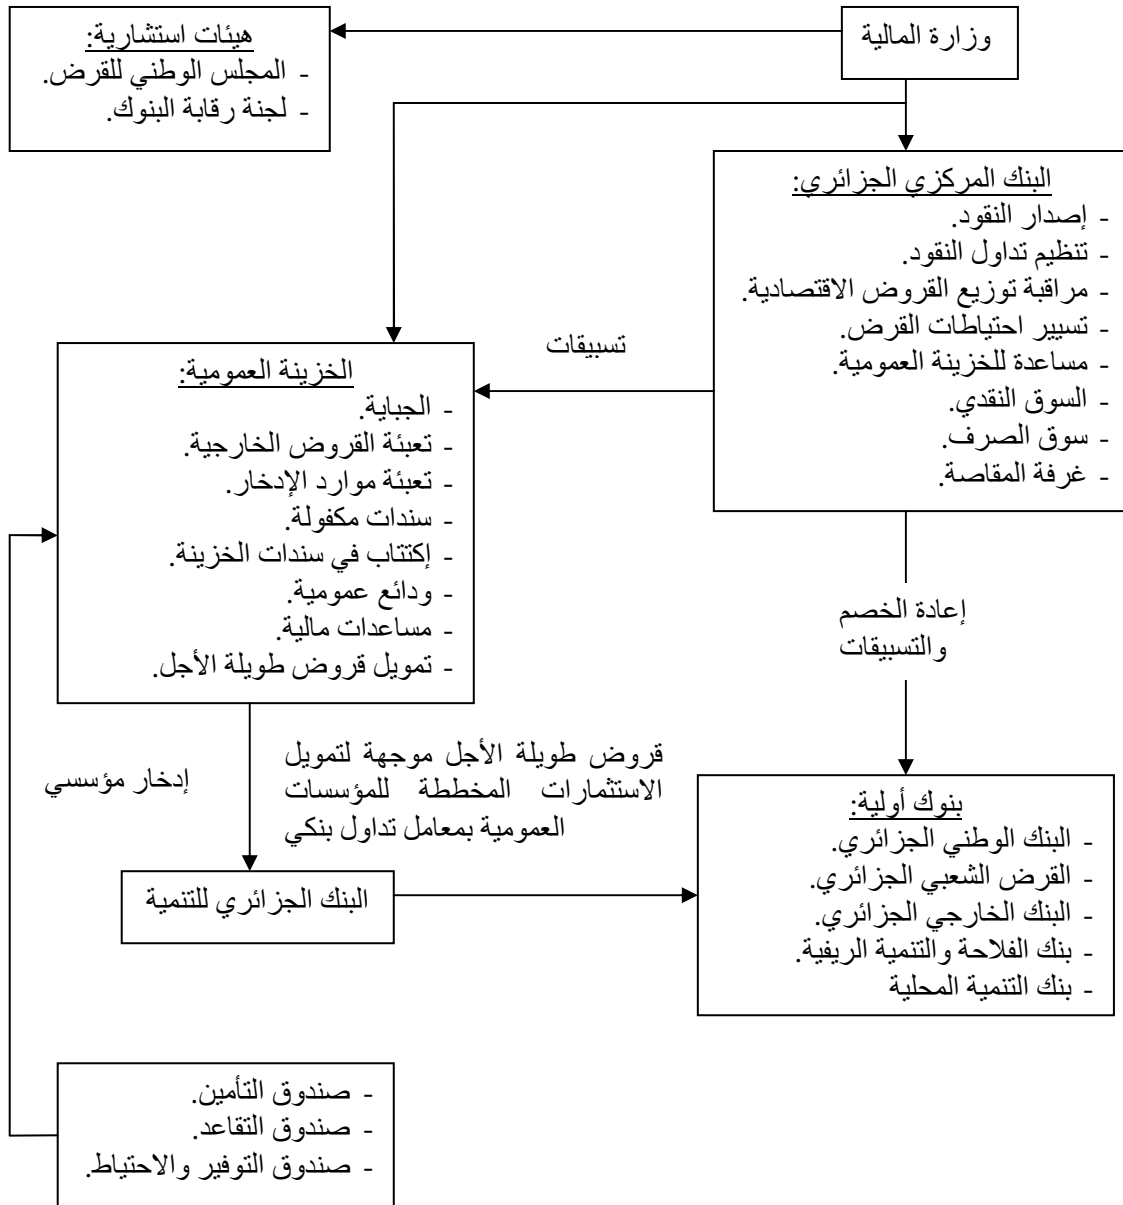 وزارة المالية
هيئات استشارية:
- المجلس الوطني للقرض.
- لجنة رقابة البنوك.
البنك المركزي الجزائري:
- إصدار النقود.
- تنظيم تداول النقود.
- مراقبة توزيع القروض الاقتصادية.
- تسيير احتياطات القرض.
- مساعدة للخزينة العمومية.
- السوق النقدي.
- سوق الصرف.
- غرفة المقاصة.
تسبيقات
الخزينة العمومية:
- الجباية.
- تعبئة القروض الخارجية.
- تعبئة موارد الإدخار.
- سندات مكفولة.
- إكتتاب في سندات الخزينة.
- ودائع عمومية.
- مساعدات مالية.
- تمويل قروض طويلة الأجل.
إعادة الخصم
والتسبيقات
قروض طويلة الأجل موجهة لتمويل
الاستثمارات المخططة للمؤسسات
العمومية بمعامل تداول بنكي
إدخار مؤسسي
بنوك أولية:
- البنك الوطني الجزائري.
- القرض الشعبي الجزائري.
- البنك الخارجي الجزائري.
- بنك الفلاحة والتنمية الريفية.
- بنك التنمية المحلية
البنك الجزائري للتنمية
- صندوق التأمين.
- صندوق التقاعد.
- صندوق التوفير والاحتياط.